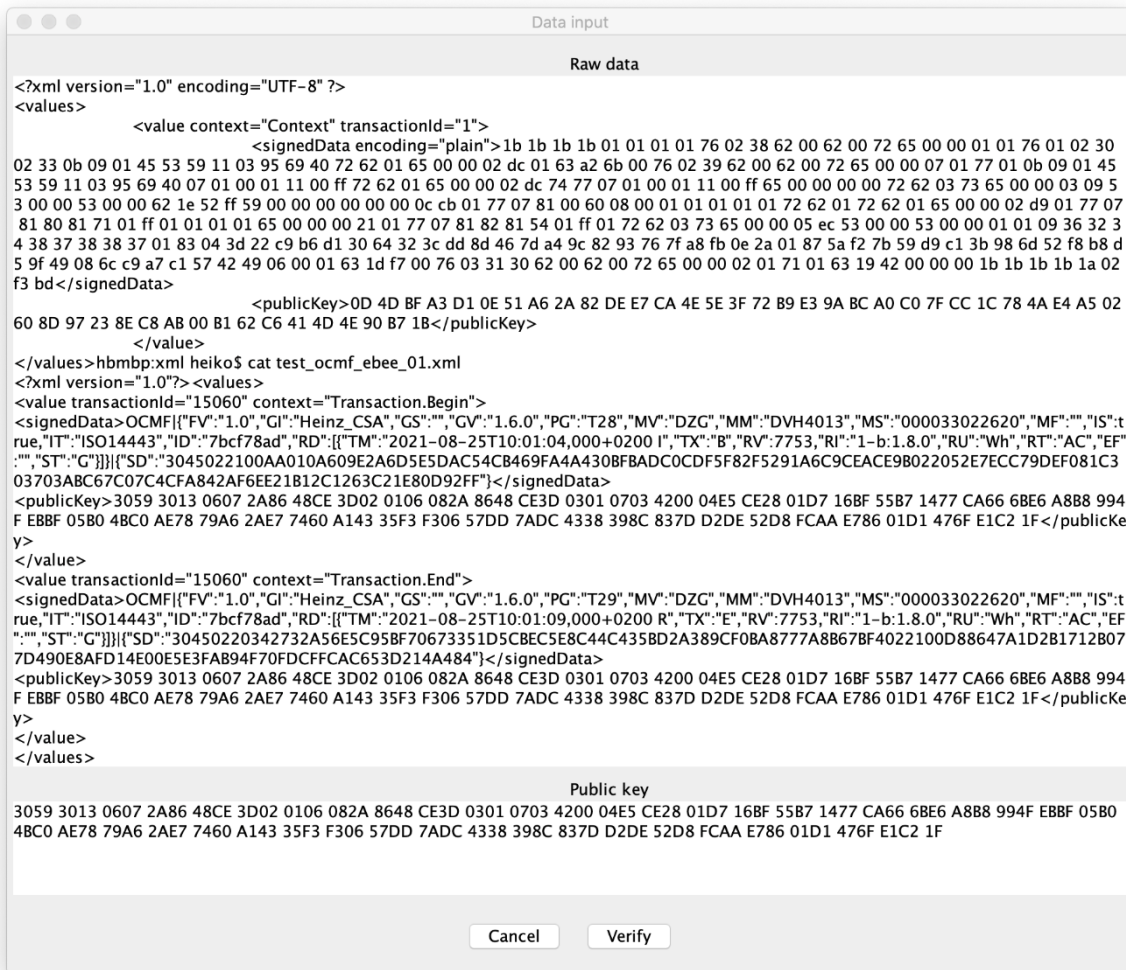 Data input
Raw data
<?xml version="1.0" encoding="UTF-8" ?>
<values>
<value context="Context" transactionId="1">
<signedData encoding="plain">1b 1b 1b 1b 01 01 01 01 76 02 38 62 00 62 00 72 65 00 00 01 01 76 01 02 30
02 33 0b 09 01 45 53 59 11 03 95 69 40 72 62 01 65 00 00 02 dc 01 63 a2 6b 00 76 02 39 62 00 62 00 72 65 00 00 07 01 77 01 0b 09 01 45
53 59 11 03 95 69 40 07 01 00 01 11 00 ff 72 62 01 65 00 00 02 dc 74 77 07 01 00 01 11 00 ff 65 00 00 00 00 72 62 03 73 65 00 00 03 09 5
3 00 00 53 00 00 62 1e 52 ff 59 00 00 00 00 00 00 0c cb 01 77 07 81 00 60 08 00 01 01 01 01 01 72 62 01 72 62 01 65 00 00 02 d9 01 77 07
81 80 81 71 01 ff 01 01 01 01 65 00 00 00 21 01 77 07 81 82 81 54 01 ff 01 72 62 03 73 65 00 00 05 ec 53 00 00 53 00 00 01 01 09 36 32 3
4 38 37 38 38 37 01 83 04 3d 22 c9 b6 d1 30 64 32 3c dd 8d 46 7d a4 9c 82 93 76 7f a8 fb 0e 2a 01 87 5a f2 7b 59 d9 c1 3b 98 6d 52 f8 b8 d
5 9f 49 08 6c c9 a7 c1 57 42 49 06 00 01 63 1d f7 00 76 03 31 30 62 00 62 00 72 65 00 00 02 01 71 01 63 19 42 00 00 00 1b 1b 1b 1b 1a 02
f3 bd</signedData>
<publicKey>0D 4D BF A3 D1 0E 51 A6 2A 82 DE E7 CA 4E 5E 3F 72 B9 E3 9A BC A0 C0 7F CC 1C 78 4A E4 A5 02
60 8D 97 23 8E C8 AB 00 B1 62 C6 41 4D 4E 90 B7 1B</publicKey>
</value>
</values>hbmbp:xml heiko$ cat test_ocmf_ebee_01.xml
<?xml version="1.0"?><values>
<value transactionId="15060" context="Transaction.Begin">
<signedData>OCMF|{"FV":"1.0","GI":"Heinz_CSA","GS":"","GV":"1.6.0","PG":"T28","MV":"DZG","MM":"DVH4013","MS":"000033022620","MF":"","IS":t
rue,"IT":"ISO14443","ID":"7bcf78ad","RD":[{"TM":"2021-08-25T10:01:04,000+0200 I","TX":"B","RV":7753,"RI":"1-b:1.8.0","RU":"Wh","RT":"AC","EF"
:"","ST":"G"}]}|{"SD":"3045022100AA010A609E2A6D5E5DAC54CB469FA4A430BFBADC0CDF5F82F5291A6C9CEACE9B022052E7ECC79DEF081C3
03703ABC67C07C4CFA842AF6EE21B12C1263C21E80D92FF"}</signedData>
<publicKey>3059 3013 0607 2A86 48CE 3D02 0106 082A 8648 CE3D 0301 0703 4200 04E5 CE28 01D7 16BF 55B7 1477 CA66 6BE6 A8B8 994
F EBBF 05B0 4BC0 AE78 79A6 2AE7 7460 A143 35F3 F306 57DD 7ADC 4338 398C 837D D2DE 52D8 FCAA E786 01D1 476F E1C2 1F</publicKe
y>
</value>
<value transactionId="15060" context="Transaction.End">
<signedData>OCMF|{"FV":"1.0","GI":"Heinz_CSA","GS":"","GV":"1.6.0","PG":"T29","MV":"DZG","MM":"DVH4013","MS":"000033022620","MF":"","IS":t
rue,"IT":"ISO14443","ID":"7bcf78ad","RD":[{"TM":"2021-08-25T10:01:09,000+0200 R","TX":"E","RV":7753,"RI":"1-b:1.8.0","RU":"Wh","RT":"AC","EF
":"","ST":"G"}]}|{"SD":"30450220342732A56E5C95BF70673351D5CBEC5E8C44C435BD2A389CF0BA8777A8B67BF4022100D88647A1D2B1712B07
7D490E8AFD14E00E5E3FAB94F70FDCFFCAC653D214A484"}</signedData>
<publicKey>3059 3013 0607 2A86 48CE 3D02 0106 082A 8648 CE3D 0301 0703 4200 04E5 CE28 01D7 16BF 55B7 1477 CA66 6BE6 A8B8 994
F EBBF 05B0 4BC0 AE78 79A6 2AE7 7460 A143 35F3 F306 57DD 7ADC 4338 398C 837D D2DE 52D8 FCAA E786 01D1 476F E1C2 1F</publicKe
y>
</value>
</values>
Public key
3059 3013 0607 2A86 48CE 3D02 0106 082A 8648 CE3D 0301 0703 4200 04E5 CE28 01D7 16BF 55B7 1477 CA66 6BE6 A8B8 994F EBBF 05B0
4BC0 AE78 79A6 2AE7 7460 A143 35F3 F306 57DD 7ADC 4338 398C 837D D2DE 52D8 FCAA E786 01D1 476F E1C2 1F
Cancel Verify